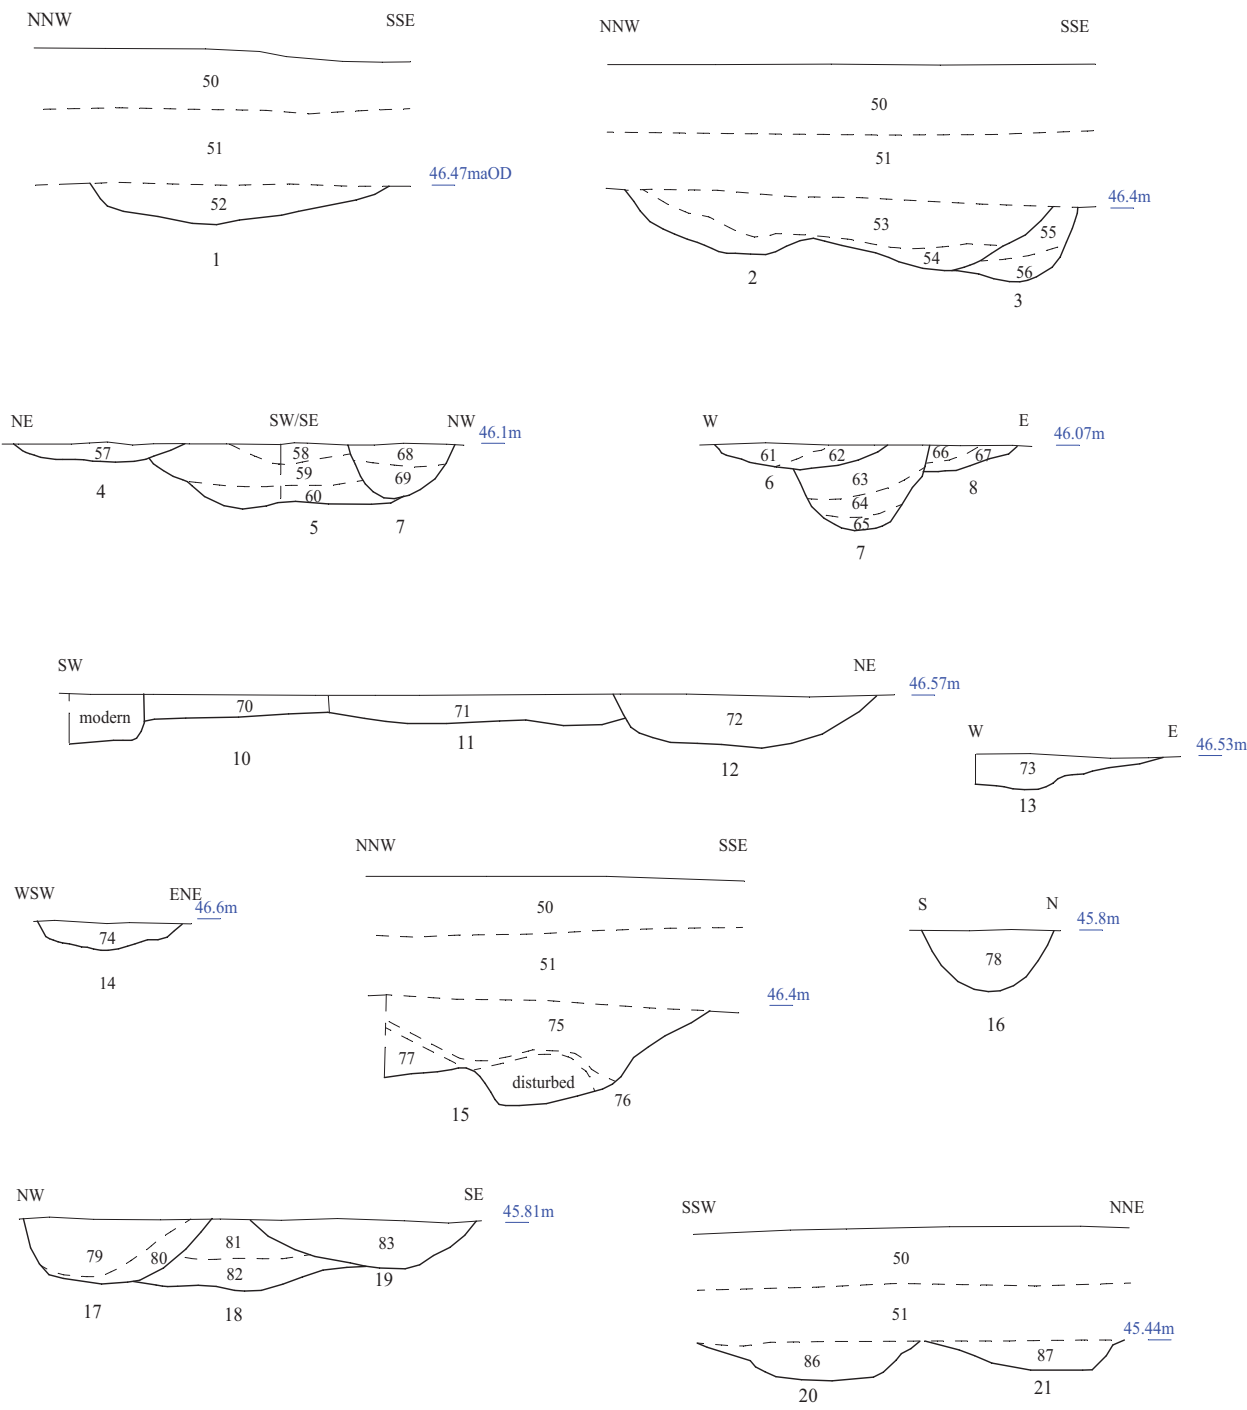 NNW SSE
50
51
46.47maOD
52
1
NNW SSE
50
51
46.4m
53
55
54
56
2
3
NE SW/SE NW
46.1m
57 58 68
59 69
60
4 5 7
W E
46.07m
61 62 66 67
63
64
65
6 8
7
SW NE
46.57m
modern 70 71 72
10 11 12
W E
46.53m
73
13
WSW ENE
46.6m
74
14
NNW SSE
50
51
46.4m
75
77
disturbed
76
15
S N
45.8m
78
16
NW SE
45.81m
79 80 81 83
82
17 18 19
SSW NNE
50
51
45.44m
86 87
20 21